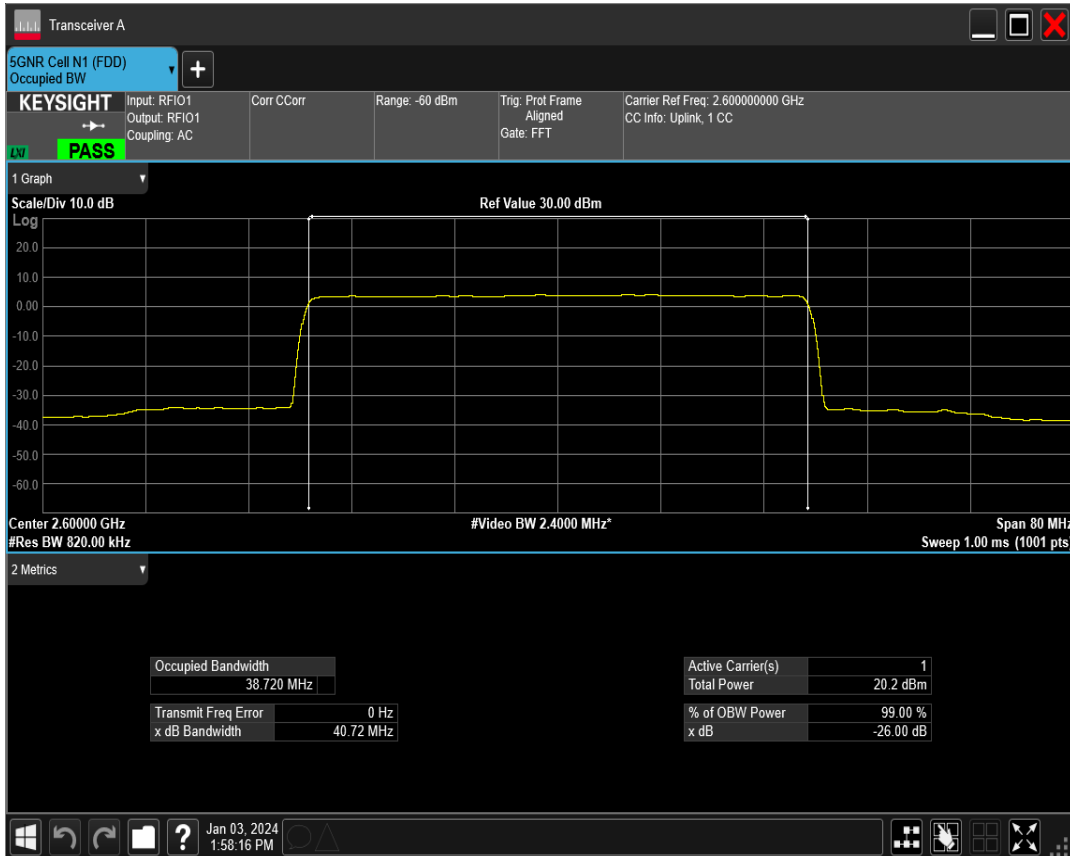 Transceiver A
5GNR Cell N1 (FDD)
Occupied BW
+
KEYSIGHT
LXI
PASS
Input: RFIO1
Output: RFIO1
Coupling: AC
Corr CCorr
Range: -60 dBm
Trig: Prot Frame
Aligned
Gate: FFT
Carrier Ref Freq: 2.600000000 GHz
CC Info: Uplink, 1 CC
1 Graph
Scale/Div 10.0 dB
Ref Value 30.00 dBm
Log
20.0
10.0
0.00
-10.0
-20.0
-30.0
-40.0
-50.0
-60.0
Center 2.60000 GHz
#Video BW 2.4000 MHz*
Span 80 MHz
#Res BW 820.00 kHz
Sweep 1.00 ms (1001 pts)
2 Metrics
Occupied Bandwidth
38.720 MHz
Transmit Freq Error 0 Hz
x dB Bandwidth 40.72 MHz
Active Carrier(s) 1
Total Power 20.2 dBm
% of OBW Power 99.00 %
x dB -26.00 dB
?
Jan 03, 2024
1:58:16 PM